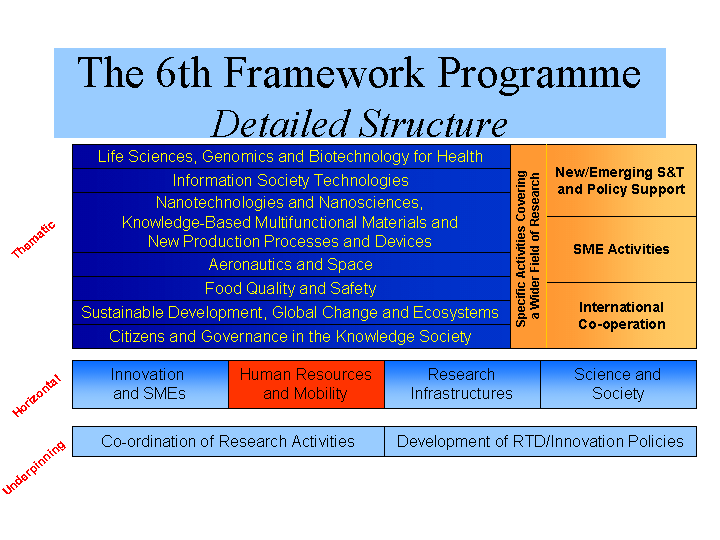 The 6th Framework Programme
Detailed Structure
Thematic
Life Sciences, Genomics and Biotechnology for Health
Information Society Technologies
Nanotechnologies and Nanosciences,
Knowledge-Based Multifunctional Materials and
New Production Processes and Devices
Aeronautics and Space
Food Quality and Safety
Sustainable Development, Global Change and Ecosystems
Citizens and Governance in the Knowledge Society
Specific Activities Covering
a Wider Field of Research
New/Emerging S&T
and Policy Support
SME Activities
International
Co-operation
Horizontal
Innovation
and SMEs
Human Resources
and Mobility
Research
Infrastructures
Science and
Society
Underpinning
Co-ordination of Research Activities
Development of RTD/Innovation Policies